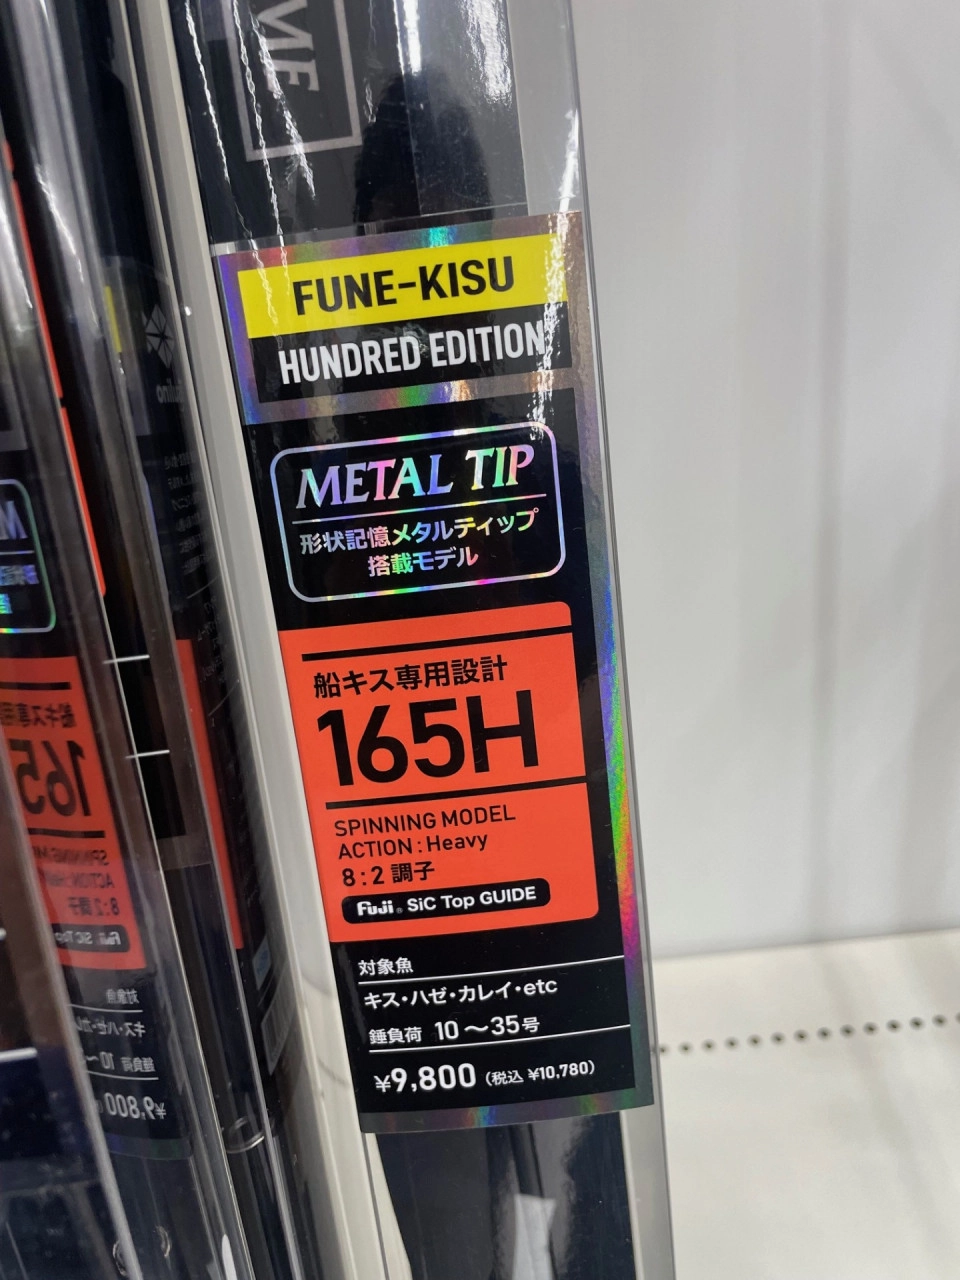 FUNE-KISU
HUNDRED EDITION
METAL TIP
形状記憶メタルティップ
搭載モデル
船キス専用設計
165H
SPINNING MODEL
ACTION : Heavy
8:2 調子
Fuji® SiC Top GUIDE
対象魚
キス・ハゼ・カレイ・etc
錘負荷 10〜35号
¥9,800 (税込 ¥10,780)